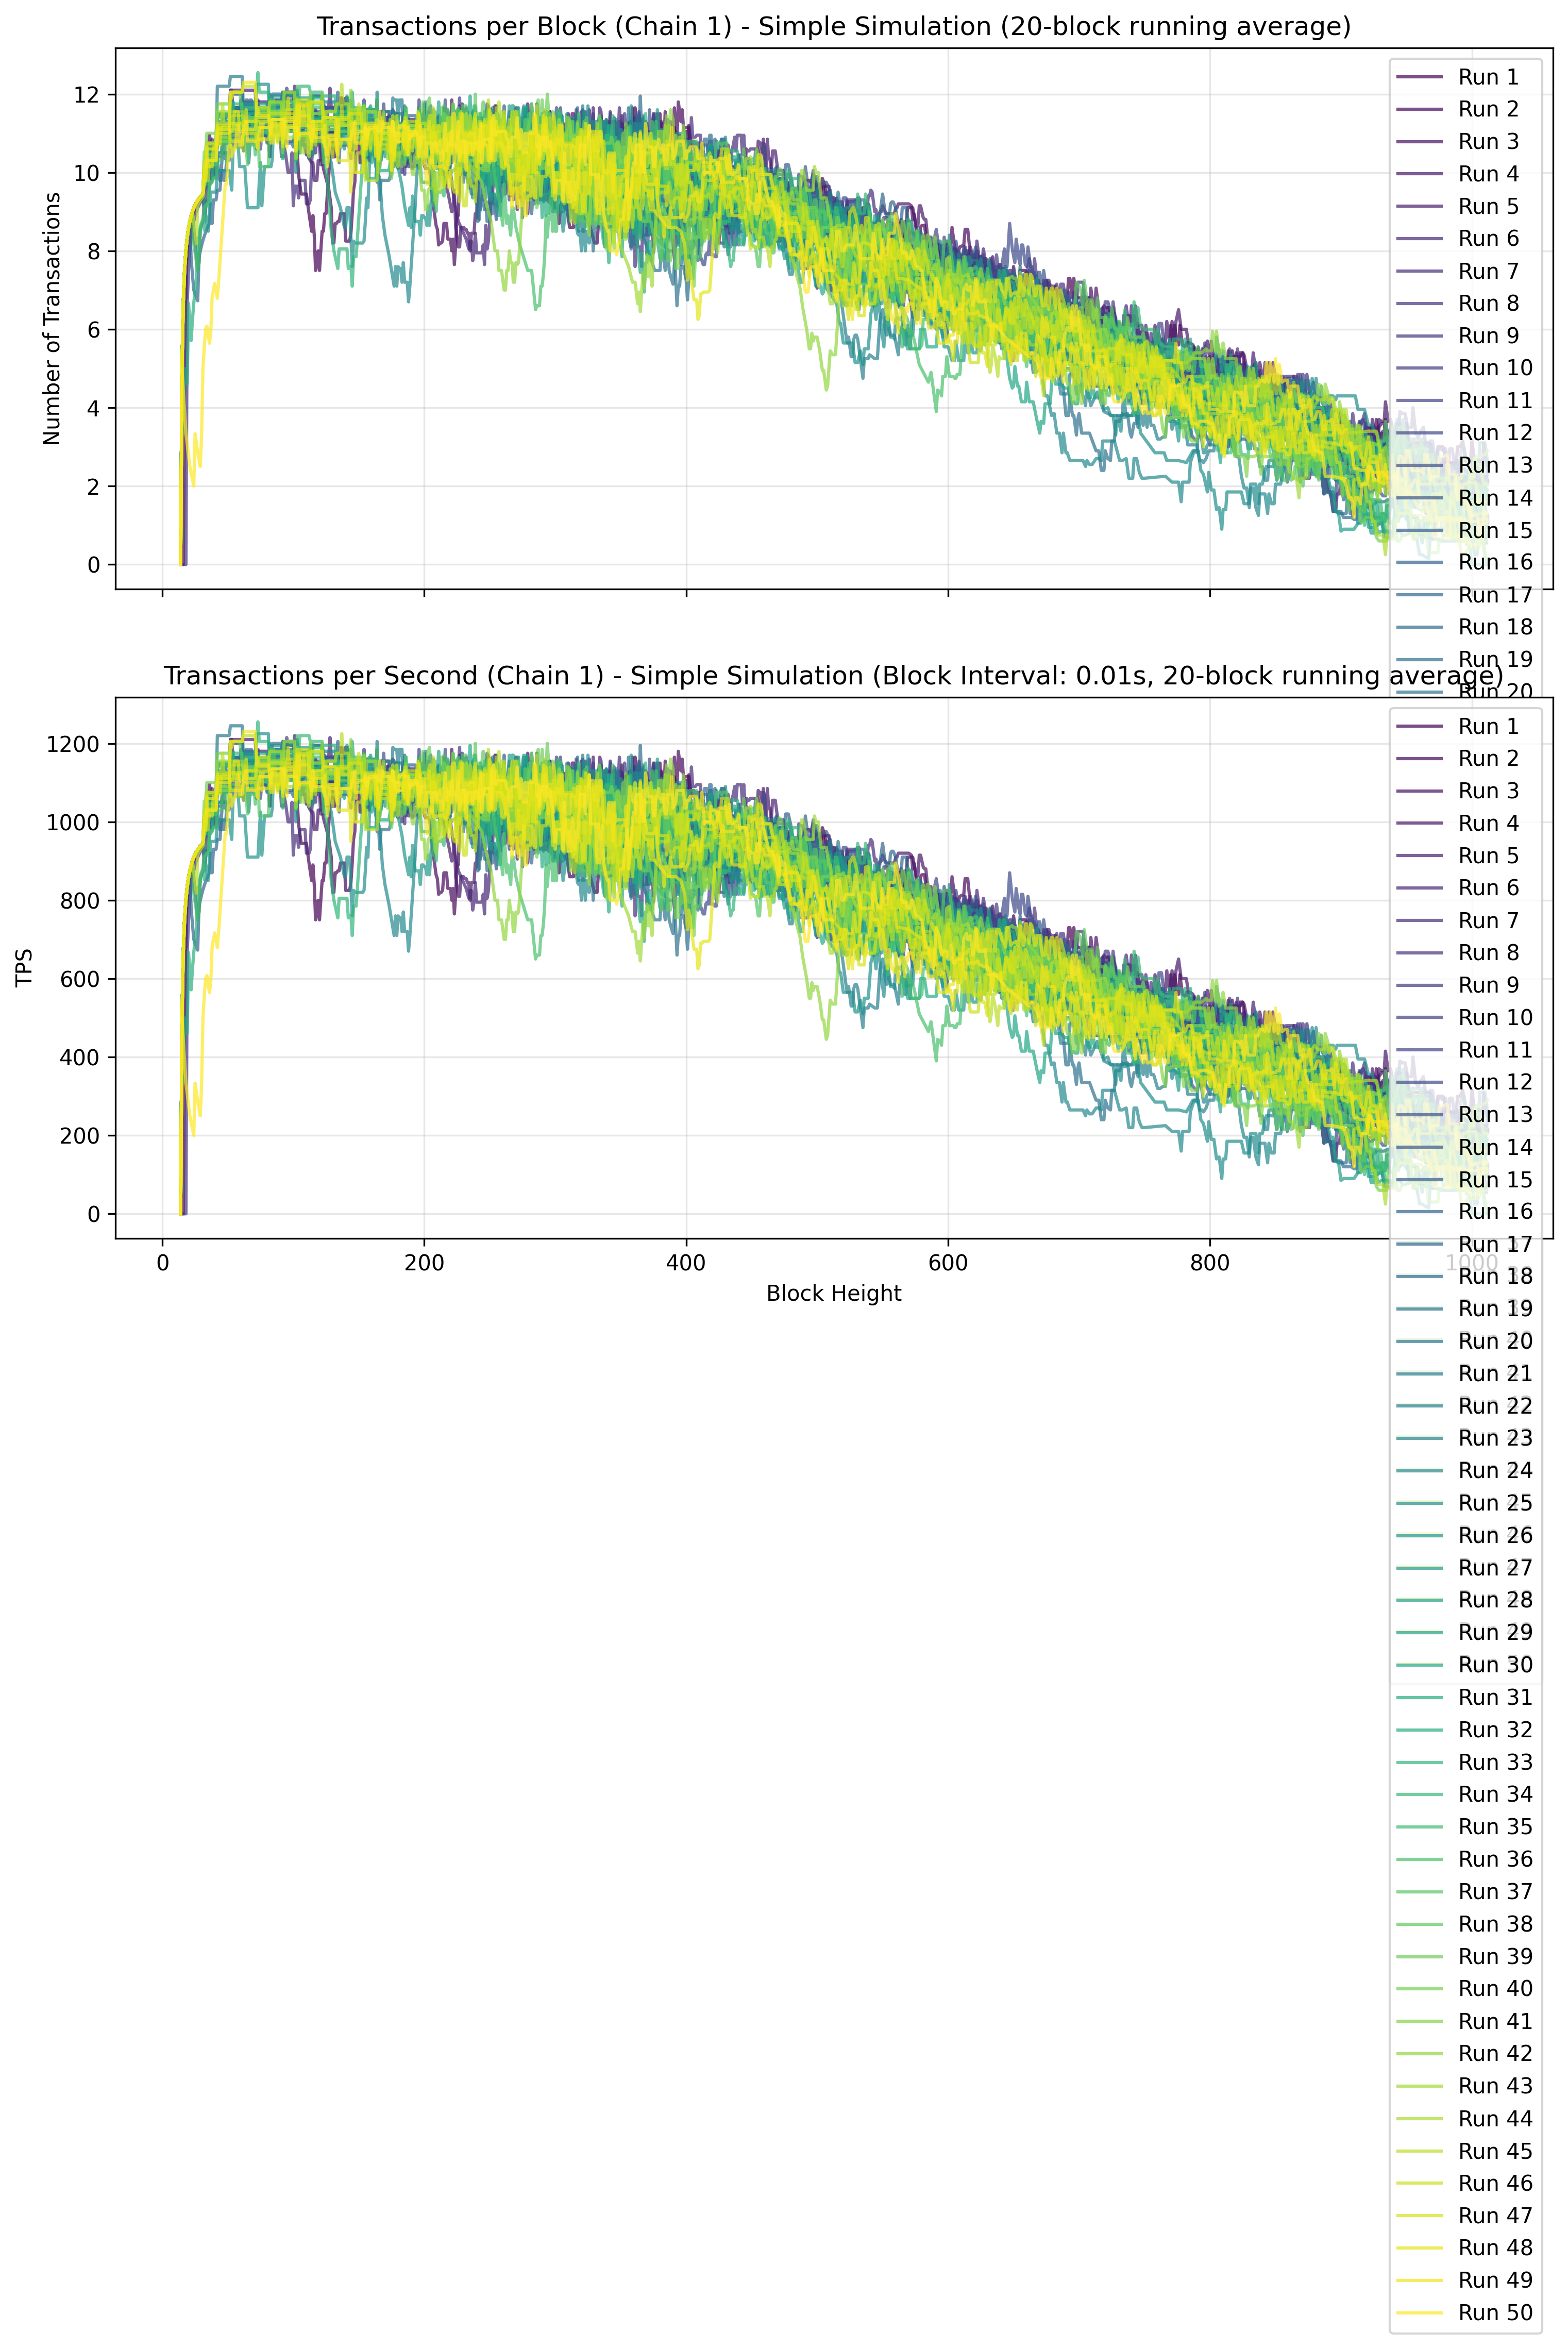 Transactions per Block (Chain 1) - Simple Simulation (20-block running average)
Number of Transactions
12
10
8
6
4
2
0
Run 1
Run 2
Run 3
Run 4
Run 5
Run 6
Run 7
Run 8
Run 9
Run 10
Run 11
Run 12
Run 13
Run 14
Run 15
Run 16
Run 17
Run 18
Run 19
Run 20
Transactions per Second (Chain 1) - Simple Simulation (Block Interval: 0.01s, 20-block running average)
TPS
1200
1000
800
600
400
200
0
0
200
400
600
800
1000
Block Height
Run 1
Run 2
Run 3
Run 4
Run 5
Run 6
Run 7
Run 8
Run 9
Run 10
Run 11
Run 12
Run 13
Run 14
Run 15
Run 16
Run 17
Run 18
Run 19
Run 20
Run 21
Run 22
Run 23
Run 24
Run 25
Run 26
Run 27
Run 28
Run 29
Run 30
Run 31
Run 32
Run 33
Run 34
Run 35
Run 36
Run 37
Run 38
Run 39
Run 40
Run 41
Run 42
Run 43
Run 44
Run 45
Run 46
Run 47
Run 48
Run 49
Run 50